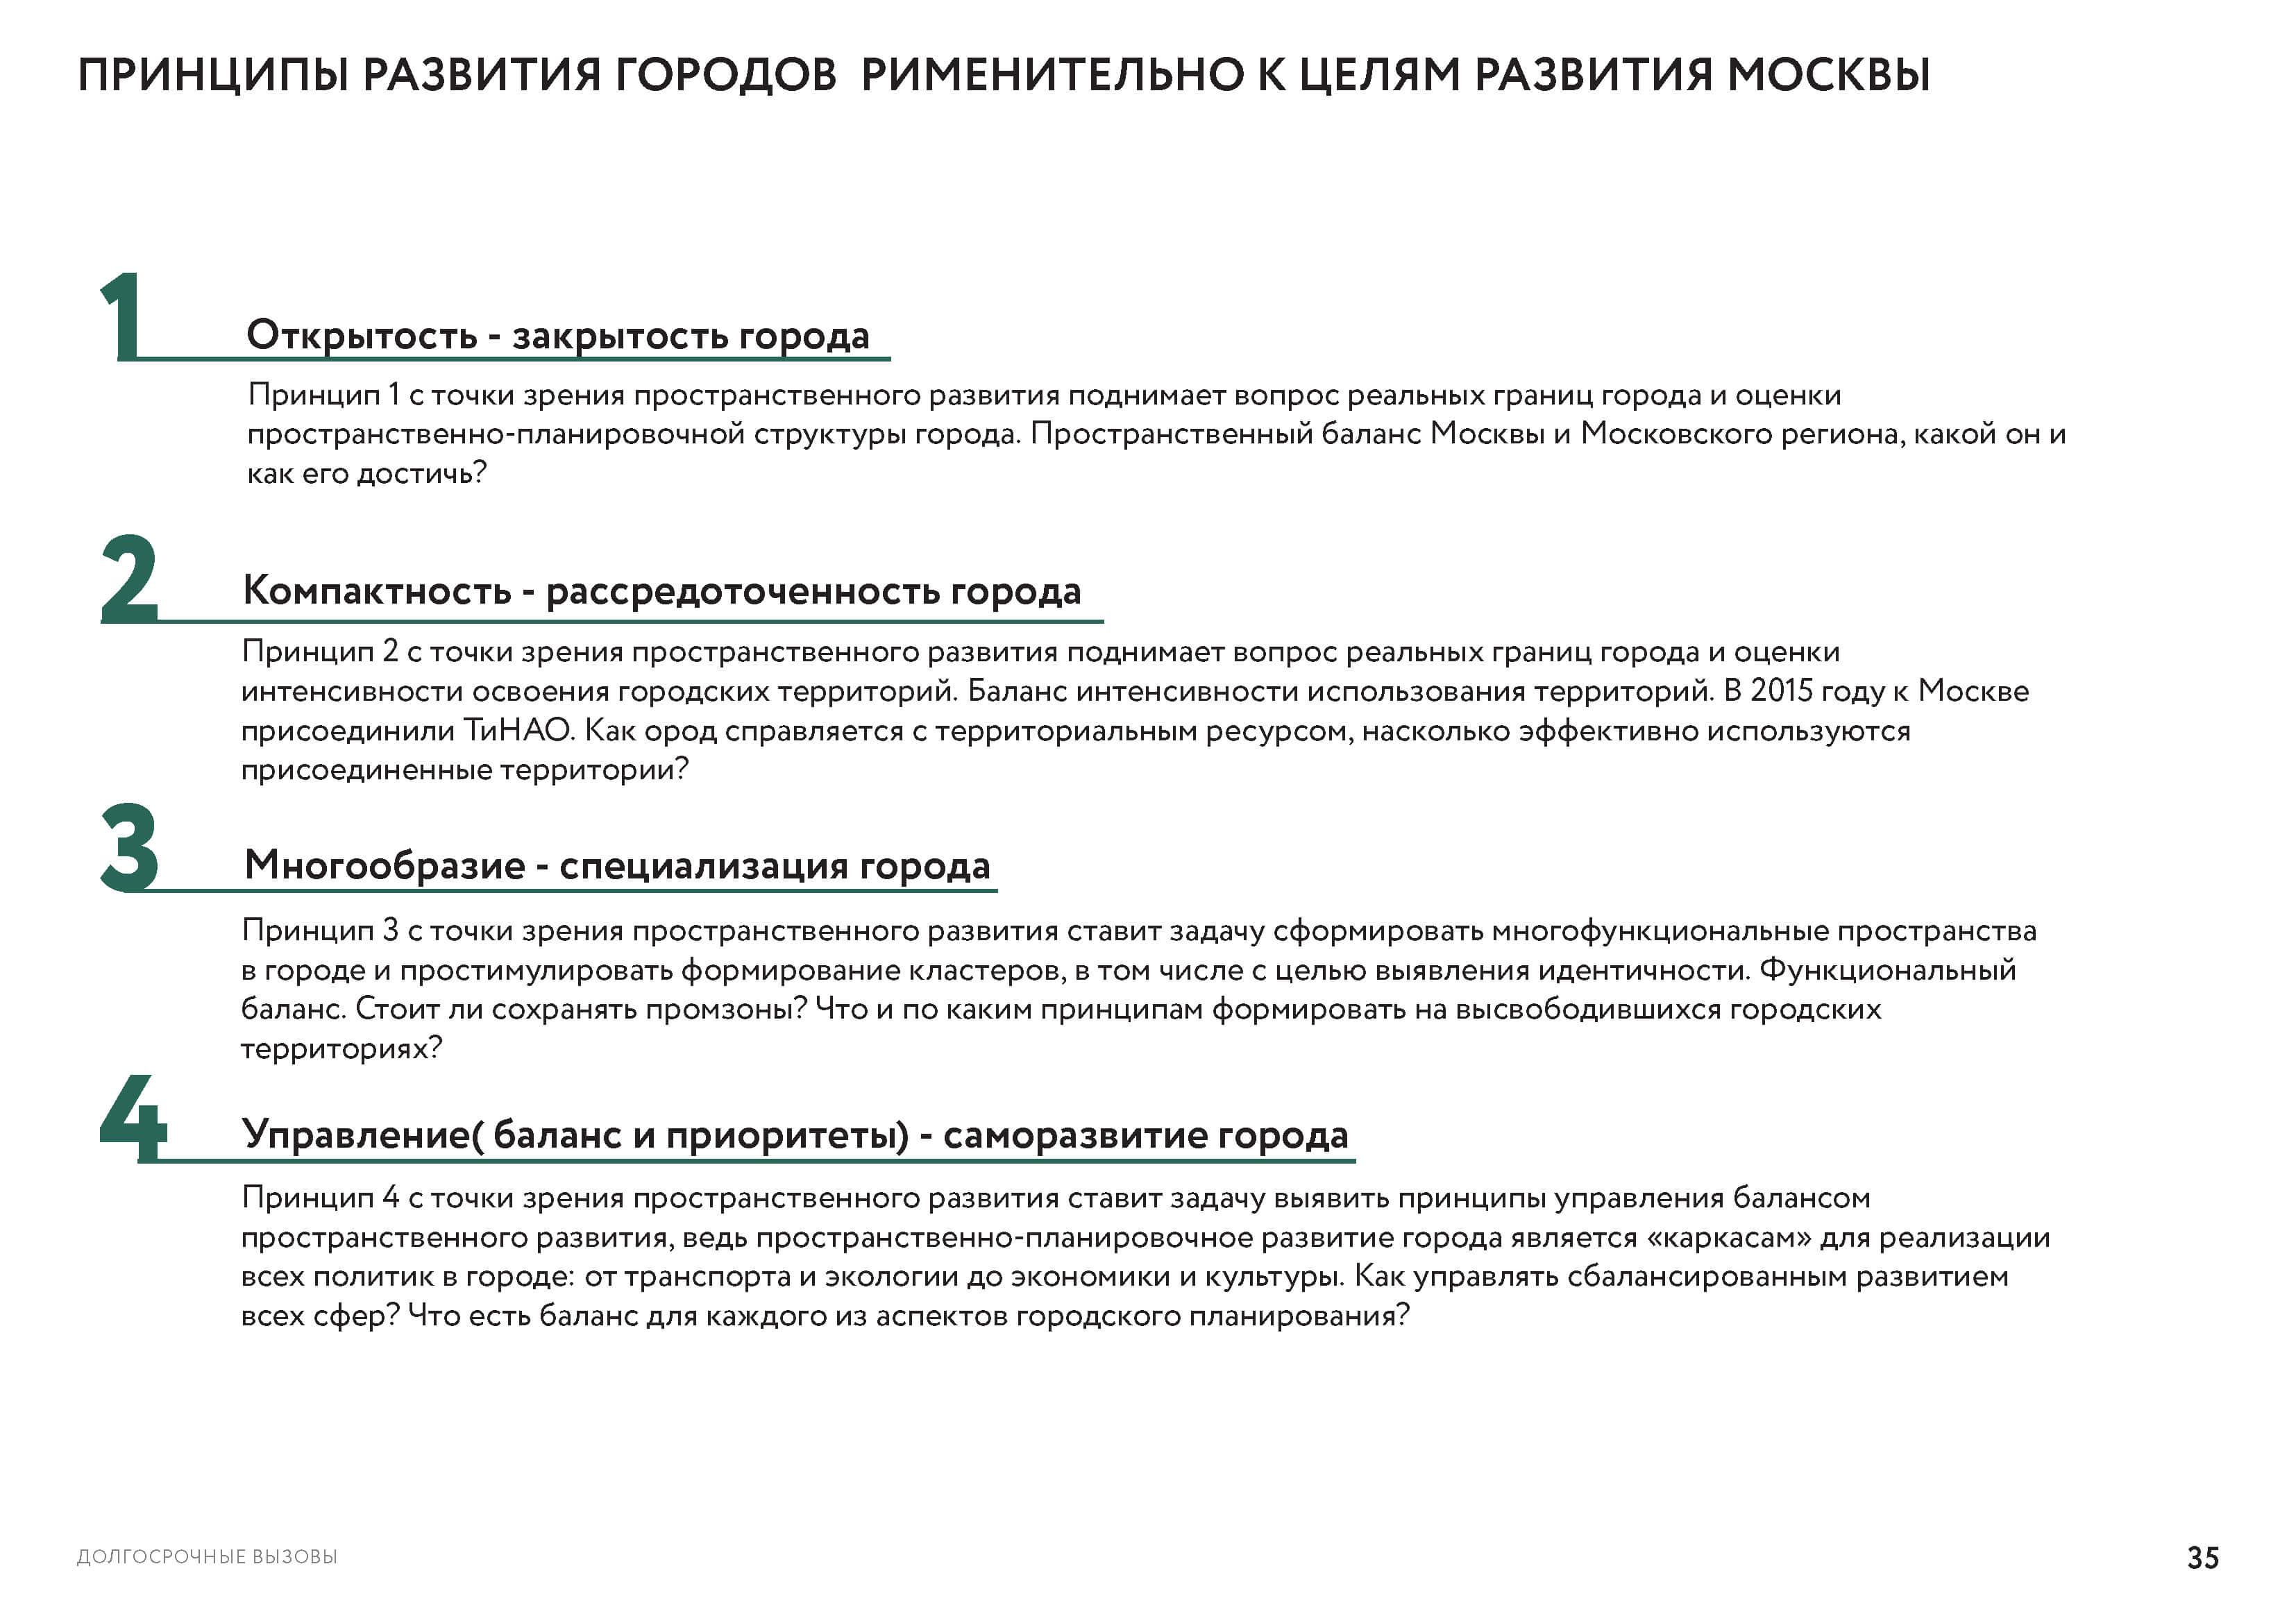 ПРИНЦИПЫ РАЗВИТИЯ ГОРОДОВ  РИМЕНИТЕЛЬНО К ЦЕЛЯМ РАЗВИТИЯ МОСКВЫ
1
Открытость - закрытость города
Принцип 1 с точки зрения пространственного развития поднимает вопрос реальных границ города и оценки
пространственно-планировочной структуры города. Пространственный баланс Москвы и Московского региона, какой он и
как его достичь?
2
Компактность - рассредоточенность города
Принцип 2 с точки зрения пространственного развития поднимает вопрос реальных границ города и оценки
интенсивности освоения городских территорий. Баланс интенсивности использования территорий. В 2015 году к Москве
присоединили ТиНАО. Как ород справляется с территориальным ресурсом, насколько эффективно используются
присоединенные территории?
3
Многообразие - специализация города
Принцип 3 с точки зрения пространственного развития ставит задачу сформировать многофункциональные пространства
в городе и простимулировать формирование кластеров, в том числе с целью выявления идентичности. Функциональный
баланс. Стоит ли сохранять промзоны? Что и по каким принципам формировать на высвободившихся городских
территориях?
4
Управление( баланс и приоритеты) - саморазвитие города
Принцип 4 с точки зрения пространственного развития ставит задачу выявить принципы управления балансом
пространственного развития, ведь пространственно-планировочное развитие города является «каркасам» для реализации
всех политик в городе: от транспорта и экологии до экономики и культуры. Как управлять сбалансированным развитием
всех сфер? Что есть баланс для каждого из аспектов городского планирования?
ДОЛГОСРОЧНЫЕ ВЫЗОВЫ
35